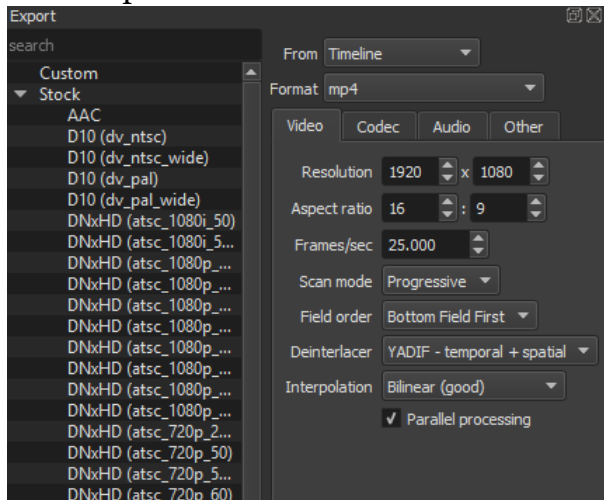 Export
search
Custom
Stock
AAC
D10 (dv_ntsc)
D10 (dv_ntsc_wide)
D10 (dv_pal)
D10 (dv_pal_wide)
DNxHD (atsc_1080i_50)
DNxHD (atsc_1080i_5...
DNxHD (atsc_1080p_...
DNxHD (atsc_1080p_...
DNxHD (atsc_1080p_...
DNxHD (atsc_1080p_...
DNxHD (atsc_1080p_...
DNxHD (atsc_1080p_...
DNxHD (atsc_1080p_...
DNxHD (atsc_720p_2...
DNxHD (atsc_720p_50)
DNxHD (atsc_720p_5...
DNxHD (atsc_720p_60)
From Timeline
Format mp4
Video Codec Audio Other
Resolution 1920 x 1080
Aspect ratio 16 : 9
Frames/sec 25.000
Scan mode Progressive
Field order Bottom Field First
Deinterlacer YADIF - temporal + spatial
Interpolation Bilinear (good)
Parallel processing